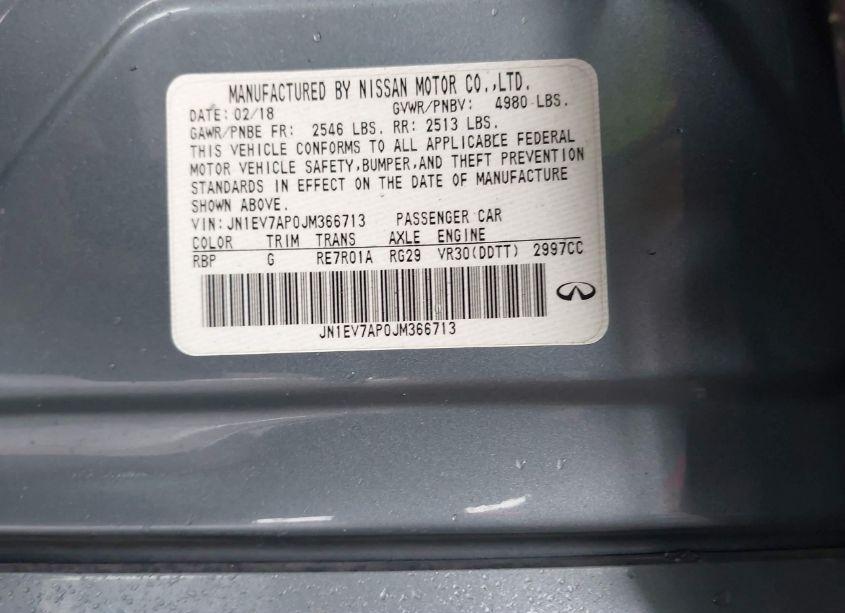 MANUFACTURED BY NISSAN MOTOR CO.,LTD.
DATE: 02/18 GVWR/PNBV: 4980 LBS.
GAWR/PNBE FR: 2546 LBS. RR: 2513 LBS.
THIS VEHICLE CONFORMS TO ALL APPLICABLE FEDERAL
MOTOR VEHICLE SAFETY,BUMPER,AND THEFT PREVENTION
STANDARDS IN EFFECT ON THE DATE OF MANUFACTURE
SHOWN ABOVE.
VIN:JN1EV7AP0JM366713 PASSENGER CAR
COLOR TRIM TRANS AXLE ENGINE
RBP G RE7R01A RG29 VR30(DDTT) 2997CC
JN1EV7AP0JM366713